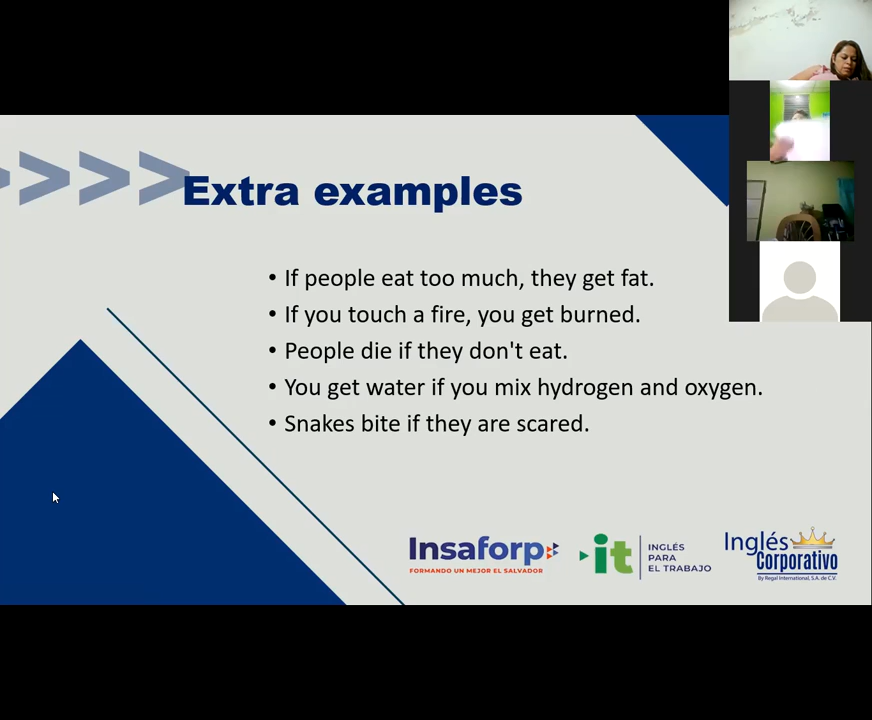 Extra examples
• If people eat too much, they get fat.
• If you touch a fire, you get burned.
• People die if they don't eat.
• You get water if you mix hydrogen and oxygen.
• Snakes bite if they are scared.
Insaforp
FORMANDO UN MEJOR EL SALVADOR
it
INGLÉS
PARA
EL TRABAJO
Inglés
Corporativo
By Regal International, S.A. de C.V.